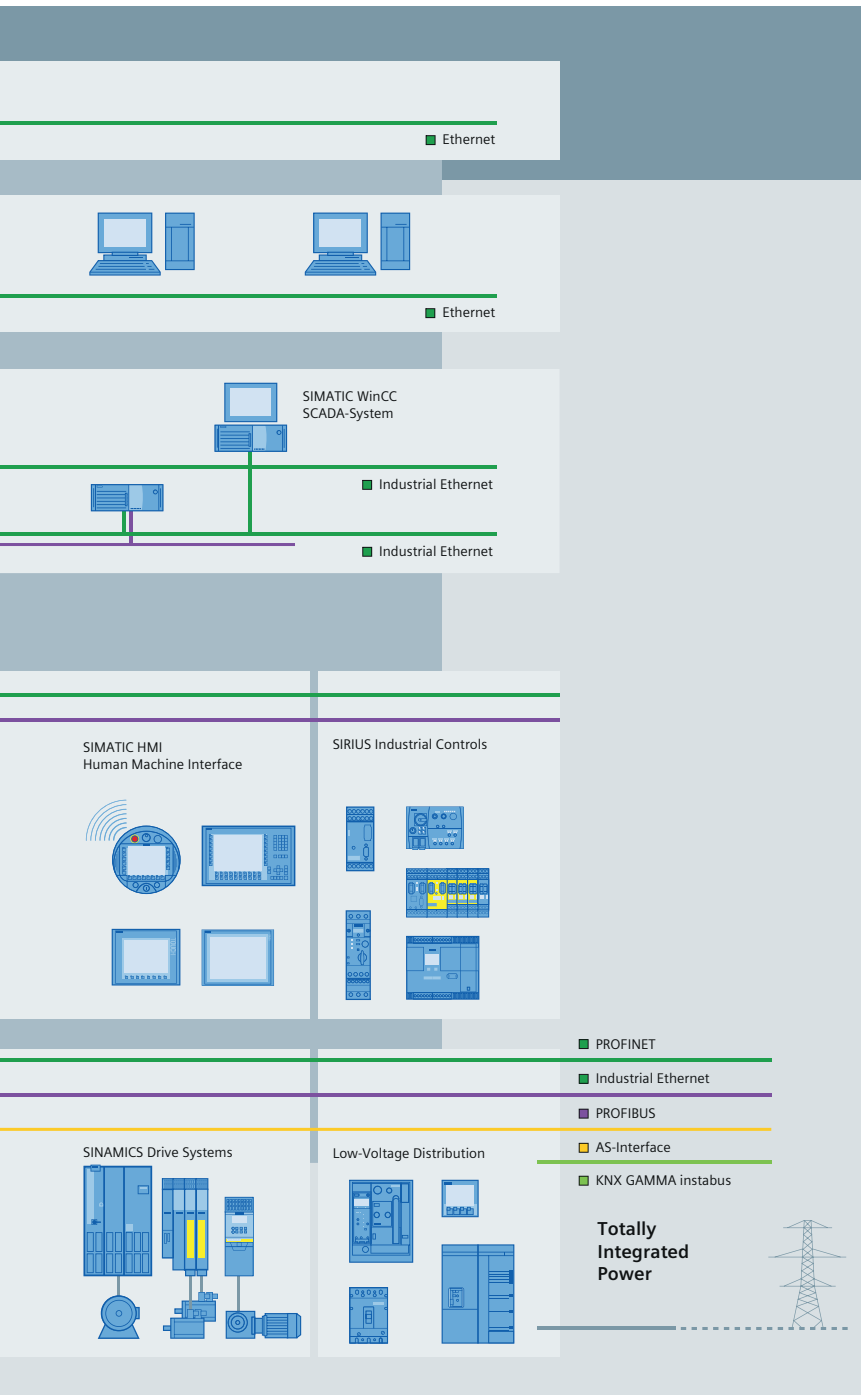 Ethernet
Ethernet
SIMATIC WinCC
SCADA-System
Industrial Ethernet
Industrial Ethernet
SIMATIC HMI
Human Machine Interface
SIRIUS Industrial Controls
PROFINET
Industrial Ethernet
PROFIBUS
AS-Interface
KNX GAMMA instabus
SINAMICS Drive Systems
Low-Voltage Distribution
Totally
Integrated
Power